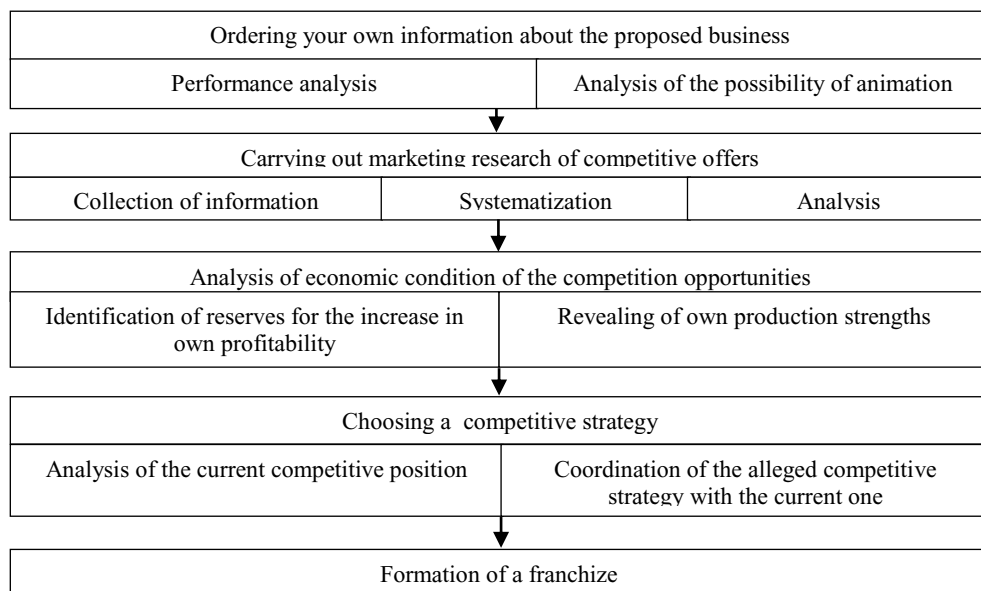 Ordering your own information about the proposed business
Performance analysis
Analysis of the possibility of animation
Carrying out marketing research of competitive offers
Collection of information
Systematization
Analysis
Analysis of economic condition of the competition opportunities
Identification of reserves for the increase in
own profitability
Revealing of own production strengths
Choosing a competitive strategy
Analysis of the current competitive position
Coordination of the alleged competitive
strategy with the current one
Formation of a franchize